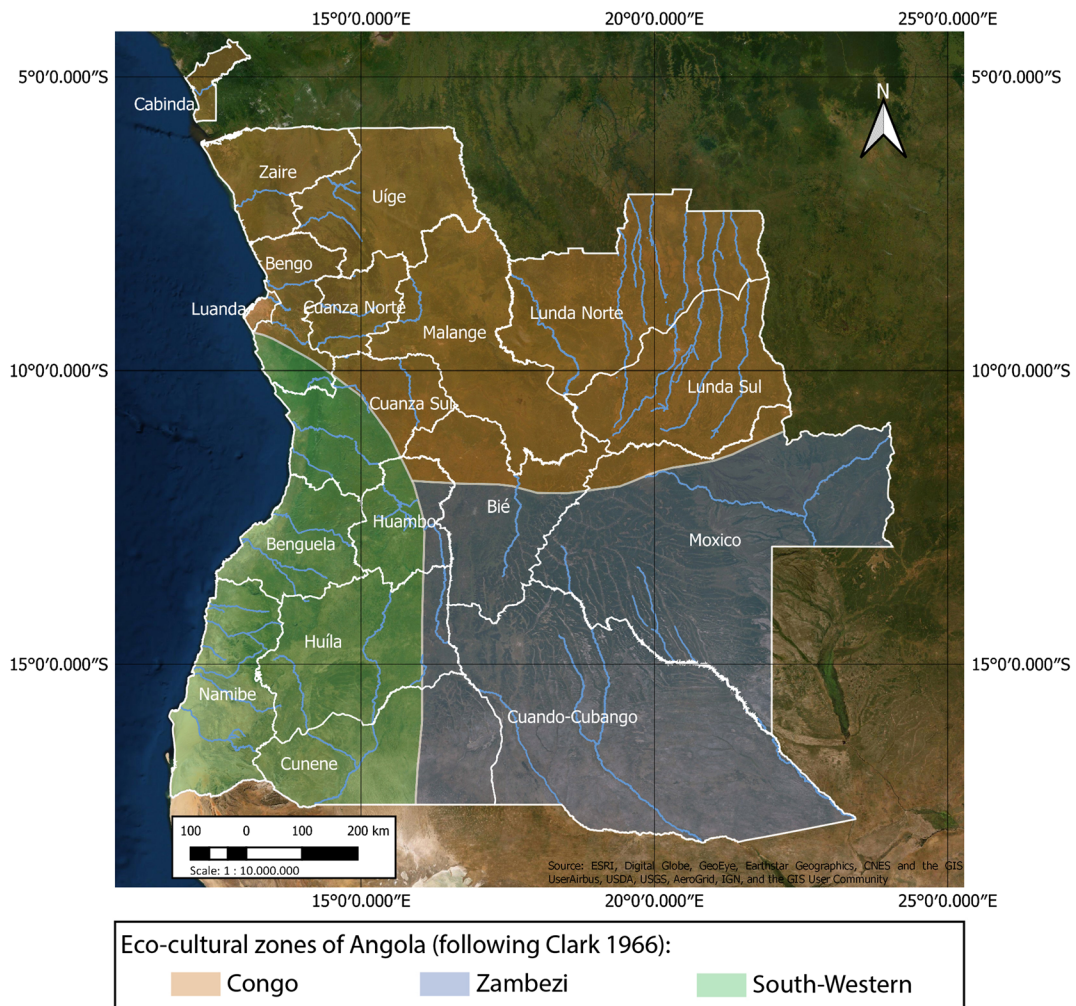 15°0′0.000″E 20°0′0.000″E 25°0′0.000″E
5°0′0.000″S 5°0′0.000″S
N
Cabinda
Zaire
Uíge
Bengo
Luanda
Cuanza Norte
Lunda Norte
Malange
10°0′0.000″S 10°0′0.000″S
Lunda Sul
Cuanza Sul
Bié
Huambo
Moxico
Benguela
Huíla
15°0′0.000″S 15°0′0.000″S
Namibe
Cuando-Cubango
Cunene
100 0 100 200 km
Scale: 1 : 10.000.000
Source: ESRI, Digital Globe, GeoEye, Earthstar Geographics, CNES and the GIS
UserAirbus, USDA, USGS, AeroGrid, IGN, and the GIS User Community
15°0′0.000″E 20°0′0.000″E 25°0′0.000″E
Eco-cultural zones of Angola (following Clark 1966):
Congo Zambezi South-Western